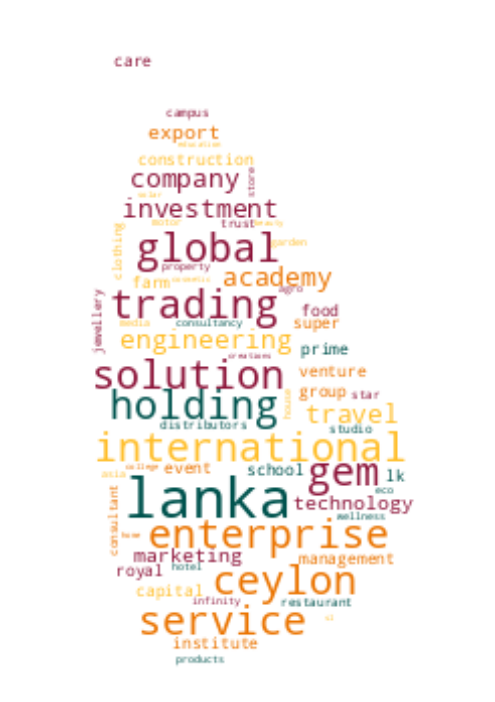 care
campus
export
education
construction
company
store
solar
investment
motor
trust
beauty
clothing
global
garden
property
academy
farm
cosmetic
agro
jewellery
trading
food
media
consultancy
super
engineering
prime
creations
solution
venture
holding
house
group
star
travel
distributors
studio
international
asia
college
event
school
gem
lk
eco
lanka
technology
wellness
consultant
home
enterprise
marketing
management
royal
hotel
ceylon
capital
infinity
restaurant
service
institute
products